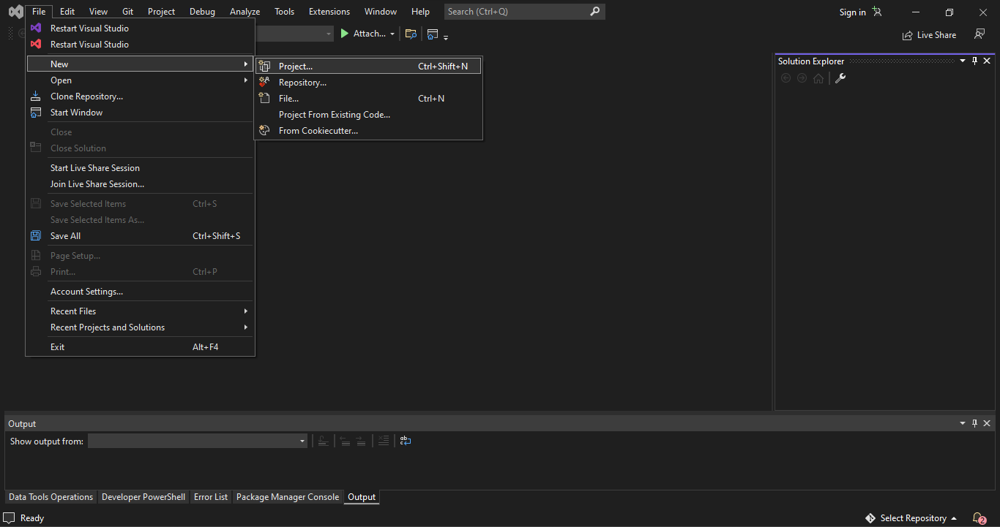 File Edit View Git Project Debug Analyze Tools Extensions Window Help Search (Ctrl+Q) Sign in
Restart Visual Studio
Restart Visual Studio
Attach...
Live Share
New
Open
Clone Repository...
Start Window
Close
Close Solution
Start Live Share Session
Join Live Share Session...
Save Selected Items Ctrl+S
Save Selected Items As...
Save All Ctrl+Shift+S
Page Setup...
Print... Ctrl+P
Account Settings...
Recent Files
Recent Projects and Solutions
Exit Alt+F4
Project... Ctrl+Shift+N
Repository...
File... Ctrl+N
Project From Existing Code...
From Cookiecutter...
Solution Explorer
Output
Show output from:
ab
c
Data Tools Operations Developer PowerShell Error List Package Manager Console Output
Ready Select Repository 2